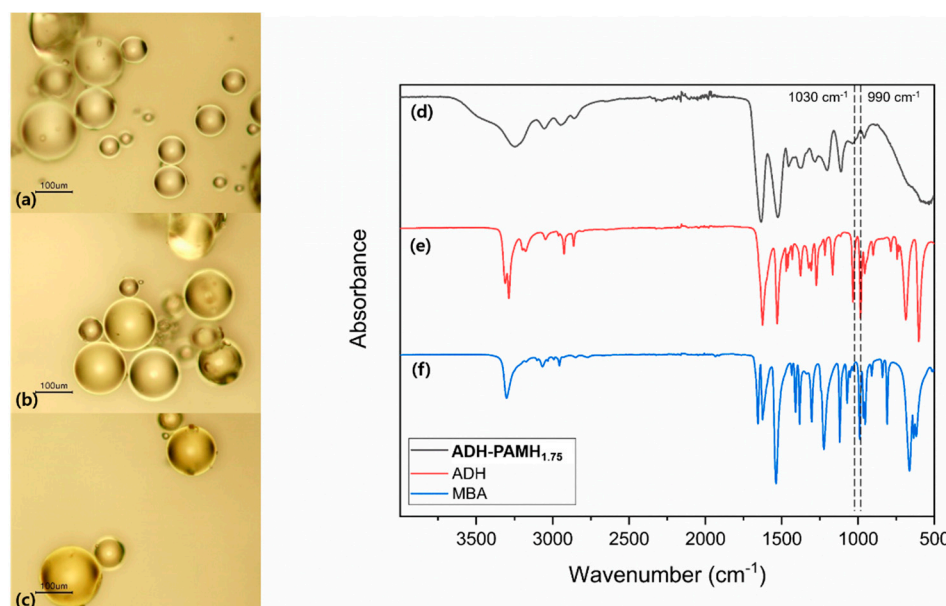 100um
(a)
100um
(b)
100um
(c)
Absorbance
(d)
1030 cm⁻¹
990 cm⁻¹
(e)
(f)
ADH-PAMH₁.₇₅
ADH
MBA
3500 3000 2500 2000 1500 1000 500
Wavenumber (cm⁻¹)